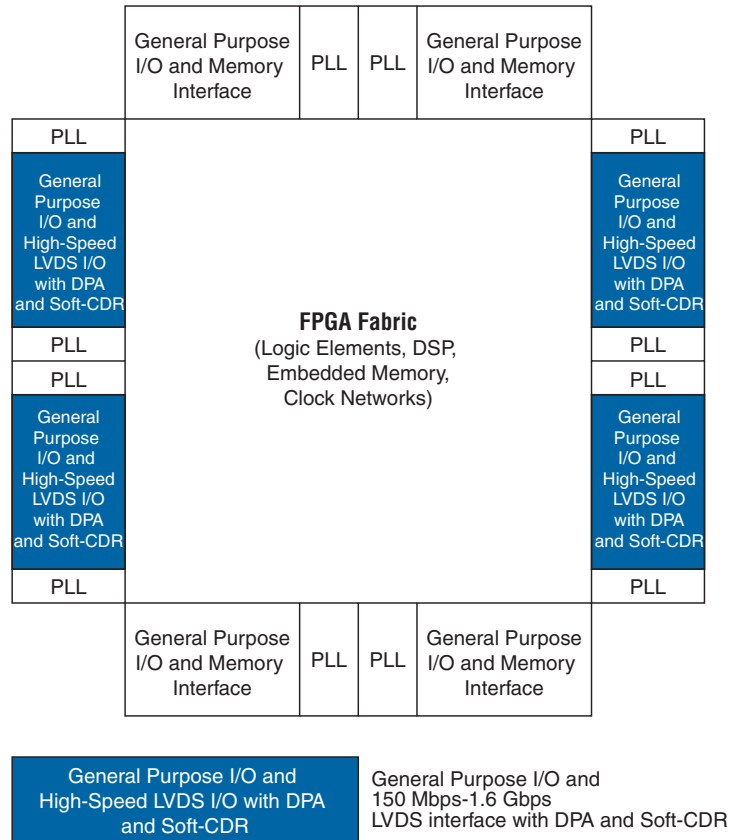 General Purpose
I/O and Memory
Interface
PLL
PLL
General Purpose
I/O and Memory
Interface
PLL
General
Purpose
I/O and
High-Speed
LVDS I/O
with DPA
and Soft-CDR
PLL
PLL
General
Purpose
I/O and
High-Speed
LVDS I/O
with DPA
and Soft-CDR
PLL
FPGA Fabric
(Logic Elements, DSP,
Embedded Memory,
Clock Networks)
PLL
General
Purpose
I/O and
High-Speed
LVDS I/O
with DPA
and Soft-CDR
PLL
PLL
General
Purpose
I/O and
High-Speed
LVDS I/O
with DPA
and Soft-CDR
PLL
General Purpose
I/O and Memory
Interface
PLL
PLL
General Purpose
I/O and Memory
Interface
General Purpose I/O and
High-Speed LVDS I/O with DPA
and Soft-CDR
General Purpose I/O and
150 Mbps-1.6 Gbps
LVDS interface with DPA and Soft-CDR